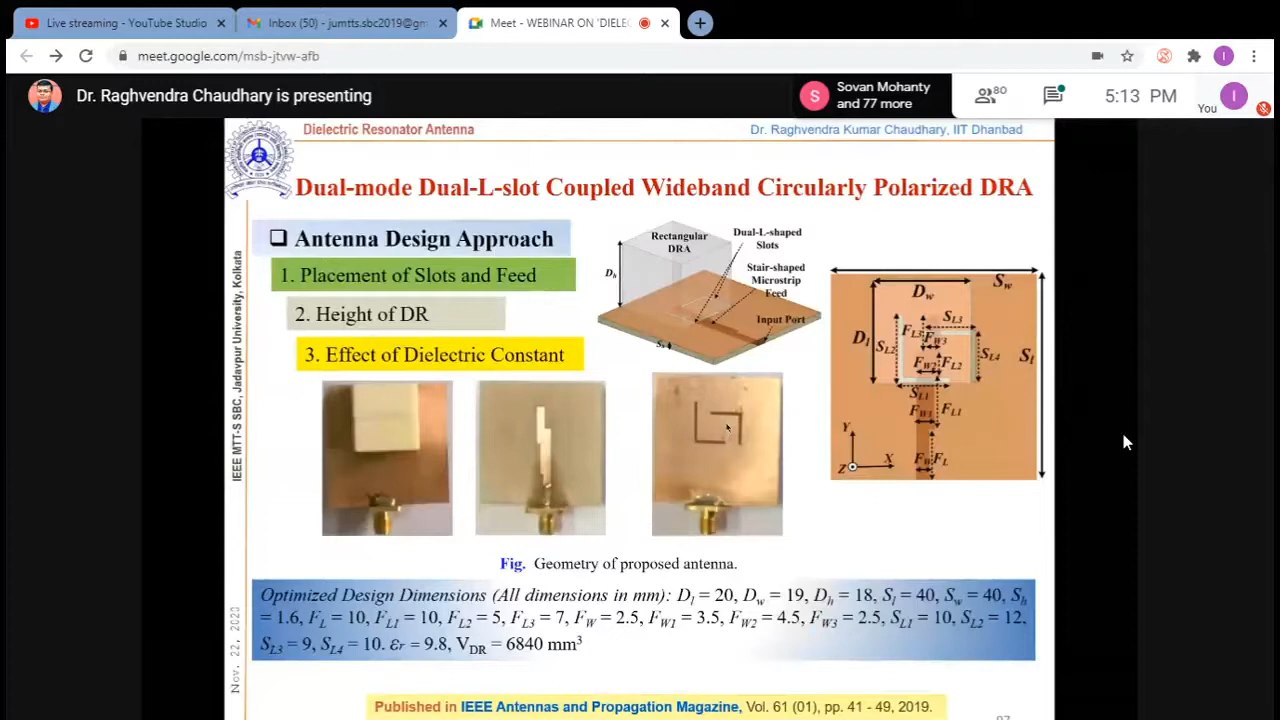 Live streaming - YouTube Studio
Inbox (50) - jumtts.sbc2019@gm
Meet - WEBINAR ON 'DIELEC
meet.google.com/msb-jtvw-afb
Dr. Raghvendra Chaudhary is presenting
S
Sovan Mohanty
and 77 more
80
5:13 PM
You
I
Dielectric Resonator Antenna
Dr. Raghvendra Kumar Chaudhary, IIT Dhanbad
Dual-mode Dual-L-slot Coupled Wideband Circularly Polarized DRA
Antenna Design Approach
1. Placement of Slots and Feed
2. Height of DR
3. Effect of Dielectric Constant
Rectangular
DRA
Dual-L-shaped
Slots
Stair-shaped
Microstrip
Feed
Input Port
Dh
Sh
Sw
Dw
SL3
FL3
FW3
Dl
SL2
SL4
Sl
FW2
FL2
SL1
FW1
FL1
Y
X
Z
FW
FL
IEEE MTT-S SBC, Jadavpur University, Kolkata
Nov. 22, 2020
Fig. Geometry of proposed antenna.
Optimized Design Dimensions (All dimensions in mm): Dl = 20, Dw = 19, Dh = 18, Sl = 40, Sw = 40, Sh
= 1.6, FL = 10, FL1 = 10, FL2 = 5, FL3 = 7, FW = 2.5, FW1 = 3.5, FW2 = 4.5, FW3 = 2.5, SL1 = 10, SL2 = 12,
SL3 = 9, SL4 = 10. εr = 9.8, VDR = 6840 mm³
Published in IEEE Antennas and Propagation Magazine, Vol. 61 (01), pp. 41 - 49, 2019.